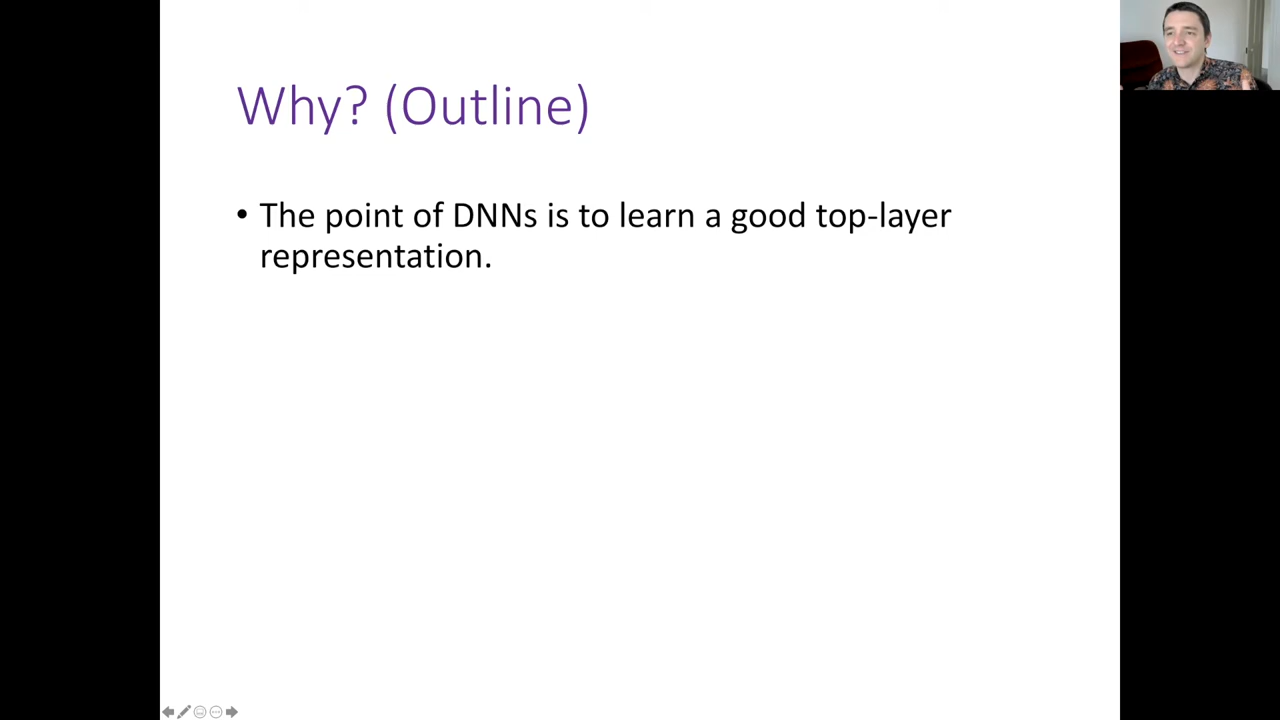 Why? (Outline)
• The point of DNNs is to learn a good top-layer
representation.